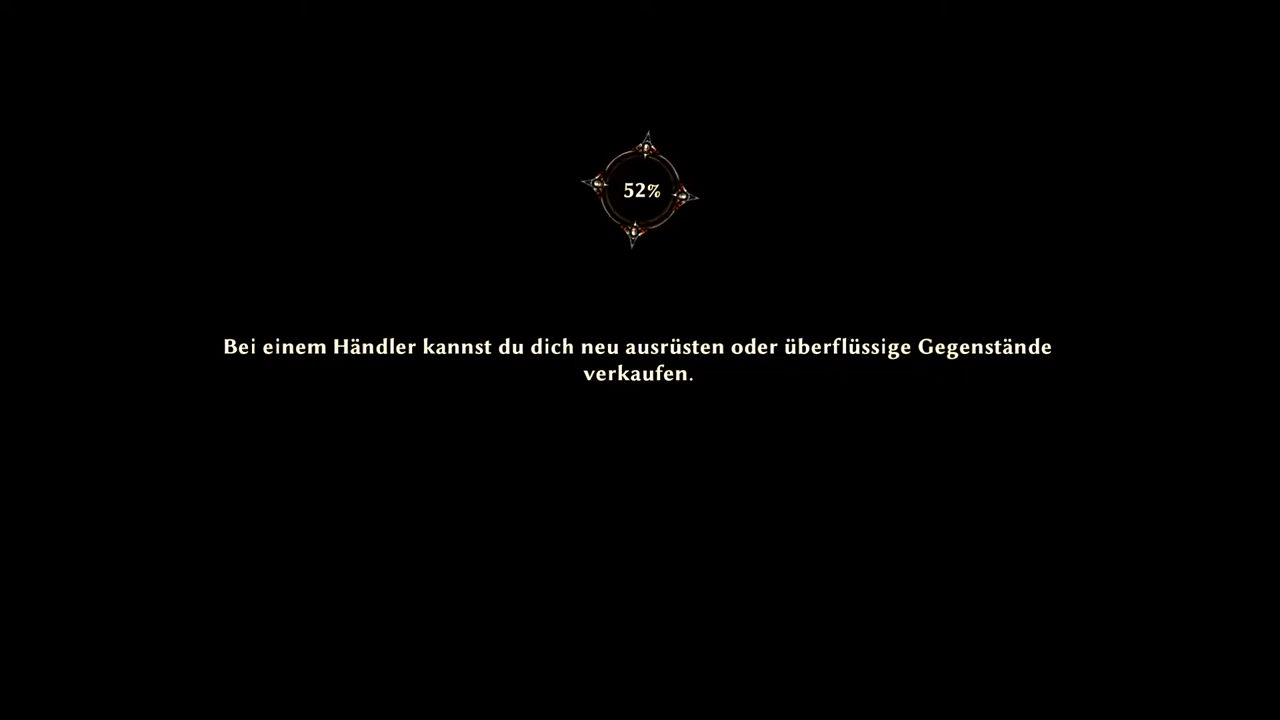 52%
Bei einem Händler kannst du dich neu ausrüsten oder überflüssige Gegenstände
verkaufen.